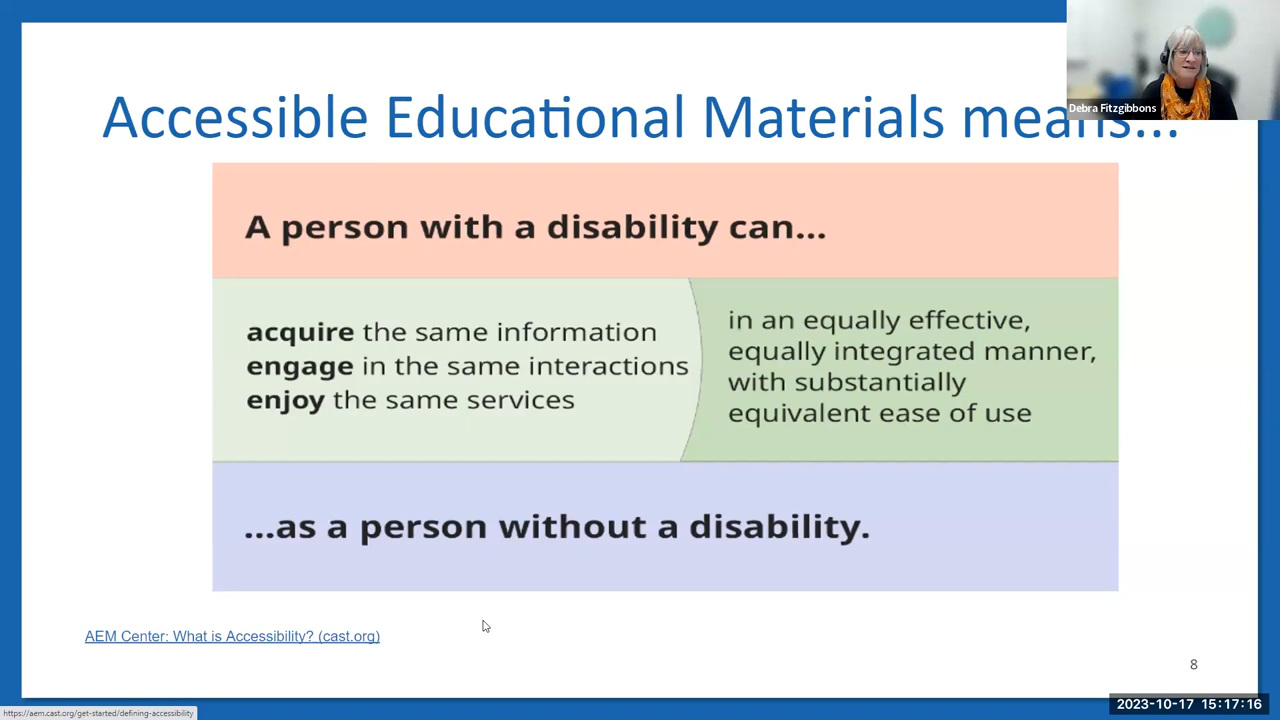 Accessible Educational Materials means...
Debra Fitzgibbons
A person with a disability can...
acquire the same information
engage in the same interactions
enjoy the same services
in an equally effective,
equally integrated manner,
with substantially
equivalent ease of use
...as a person without a disability.
AEM Center: What is Accessibility? (cast.org)
8
https://aem.cast.org/get-started/defining-accessibility
2023-10-17 15:17:16